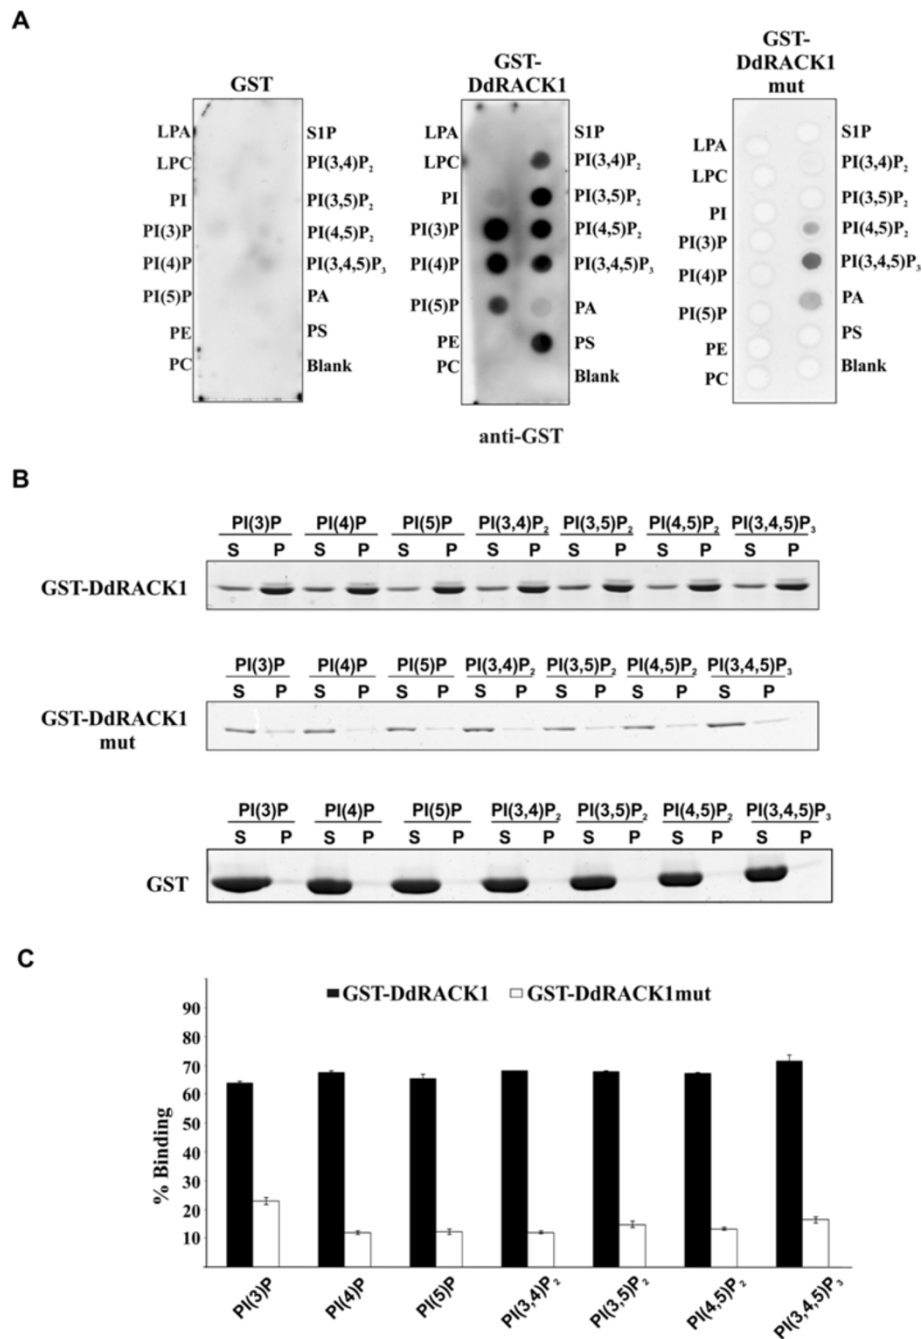 A
GST
GST-
DdRACK1
GST-
DdRACK1
mut
LPA
LPC
PI
PI(3)P
PI(4)P
PI(5)P
PE
PC
S1P
PI(3,4)P₂
PI(3,5)P₂
PI(4,5)P₂
PI(3,4,5)P₃
PA
PS
Blank
LPA
LPC
PI
PI(3)P
PI(4)P
PI(5)P
PE
PC
S1P
PI(3,4)P₂
PI(3,5)P₂
PI(4,5)P₂
PI(3,4,5)P₃
PA
PS
Blank
LPA
LPC
PI
PI(3)P
PI(4)P
PI(5)P
PE
PC
S1P
PI(3,4)P₂
PI(3,5)P₂
PI(4,5)P₂
PI(3,4,5)P₃
PA
PS
Blank
anti-GST
B
PI(3)P PI(4)P PI(5)P PI(3,4)P₂ PI(3,5)P₂ PI(4,5)P₂ PI(3,4,5)P₃
S P S P S P S P S P S P S P
GST-DdRACK1
PI(3)P PI(4)P PI(5)P PI(3,4)P₂ PI(3,5)P₂ PI(4,5)P₂ PI(3,4,5)P₃
S P S P S P S P S P S P S P
GST-DdRACK1
mut
PI(3)P PI(4)P PI(5)P PI(3,4)P₂ PI(3,5)P₂ PI(4,5)P₂ PI(3,4,5)P₃
S P S P S P S P S P S P S P
GST
C
GST-DdRACK1 GST-DdRACK1mut
% Binding
90
80
70
60
50
40
30
20
10
PI(3)P PI(4)P PI(5)P PI(3,4)P₂ PI(3,5)P₂ PI(4,5)P₂ PI(3,4,5)P₃